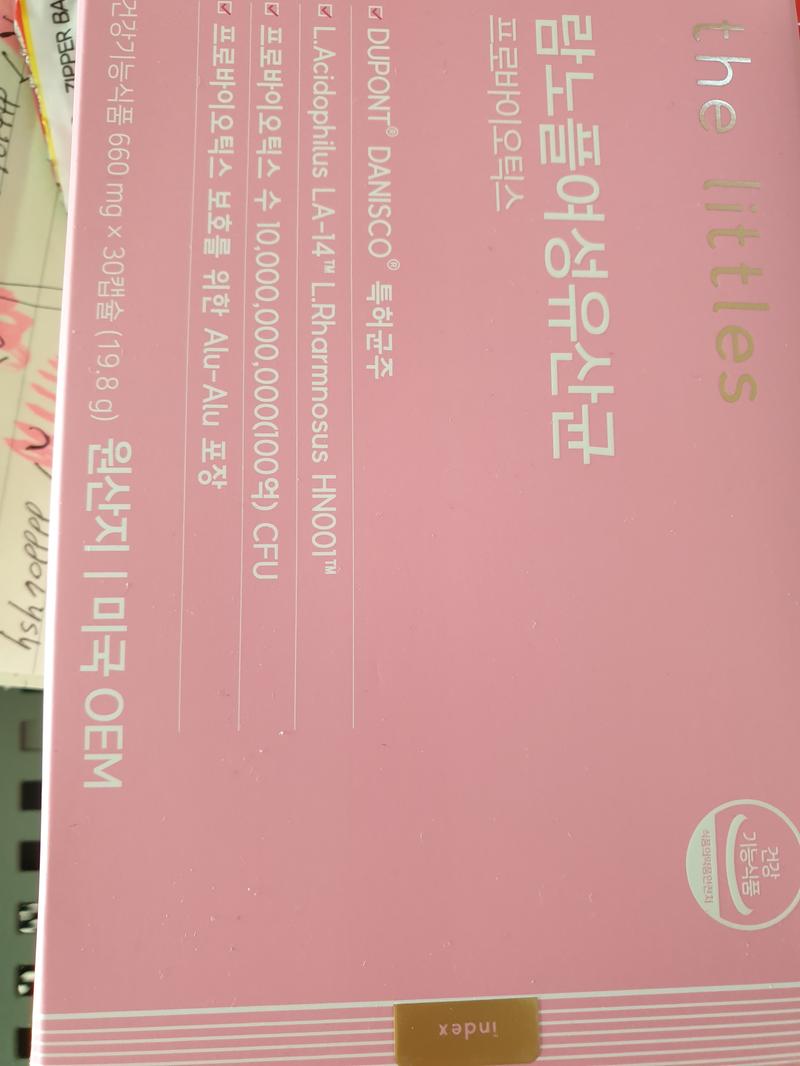 the littles
람노플여성유산균
프로바이오틱스
DUPONT® DANISCO® 특허균주
L.Acidophilus LA-14™ L.Rharmnosus HN001™
프로바이오틱스 수 10,000,000,000(100억) CFU
프로바이오틱스 보호를 위한 Alu-Alu 포장
건강기능식품 660 mg × 30캡슐 (19.8 g) 원산지 | 미국 OEM
건강
기능식품
식품의약품안전처
index
ZIPPER BA